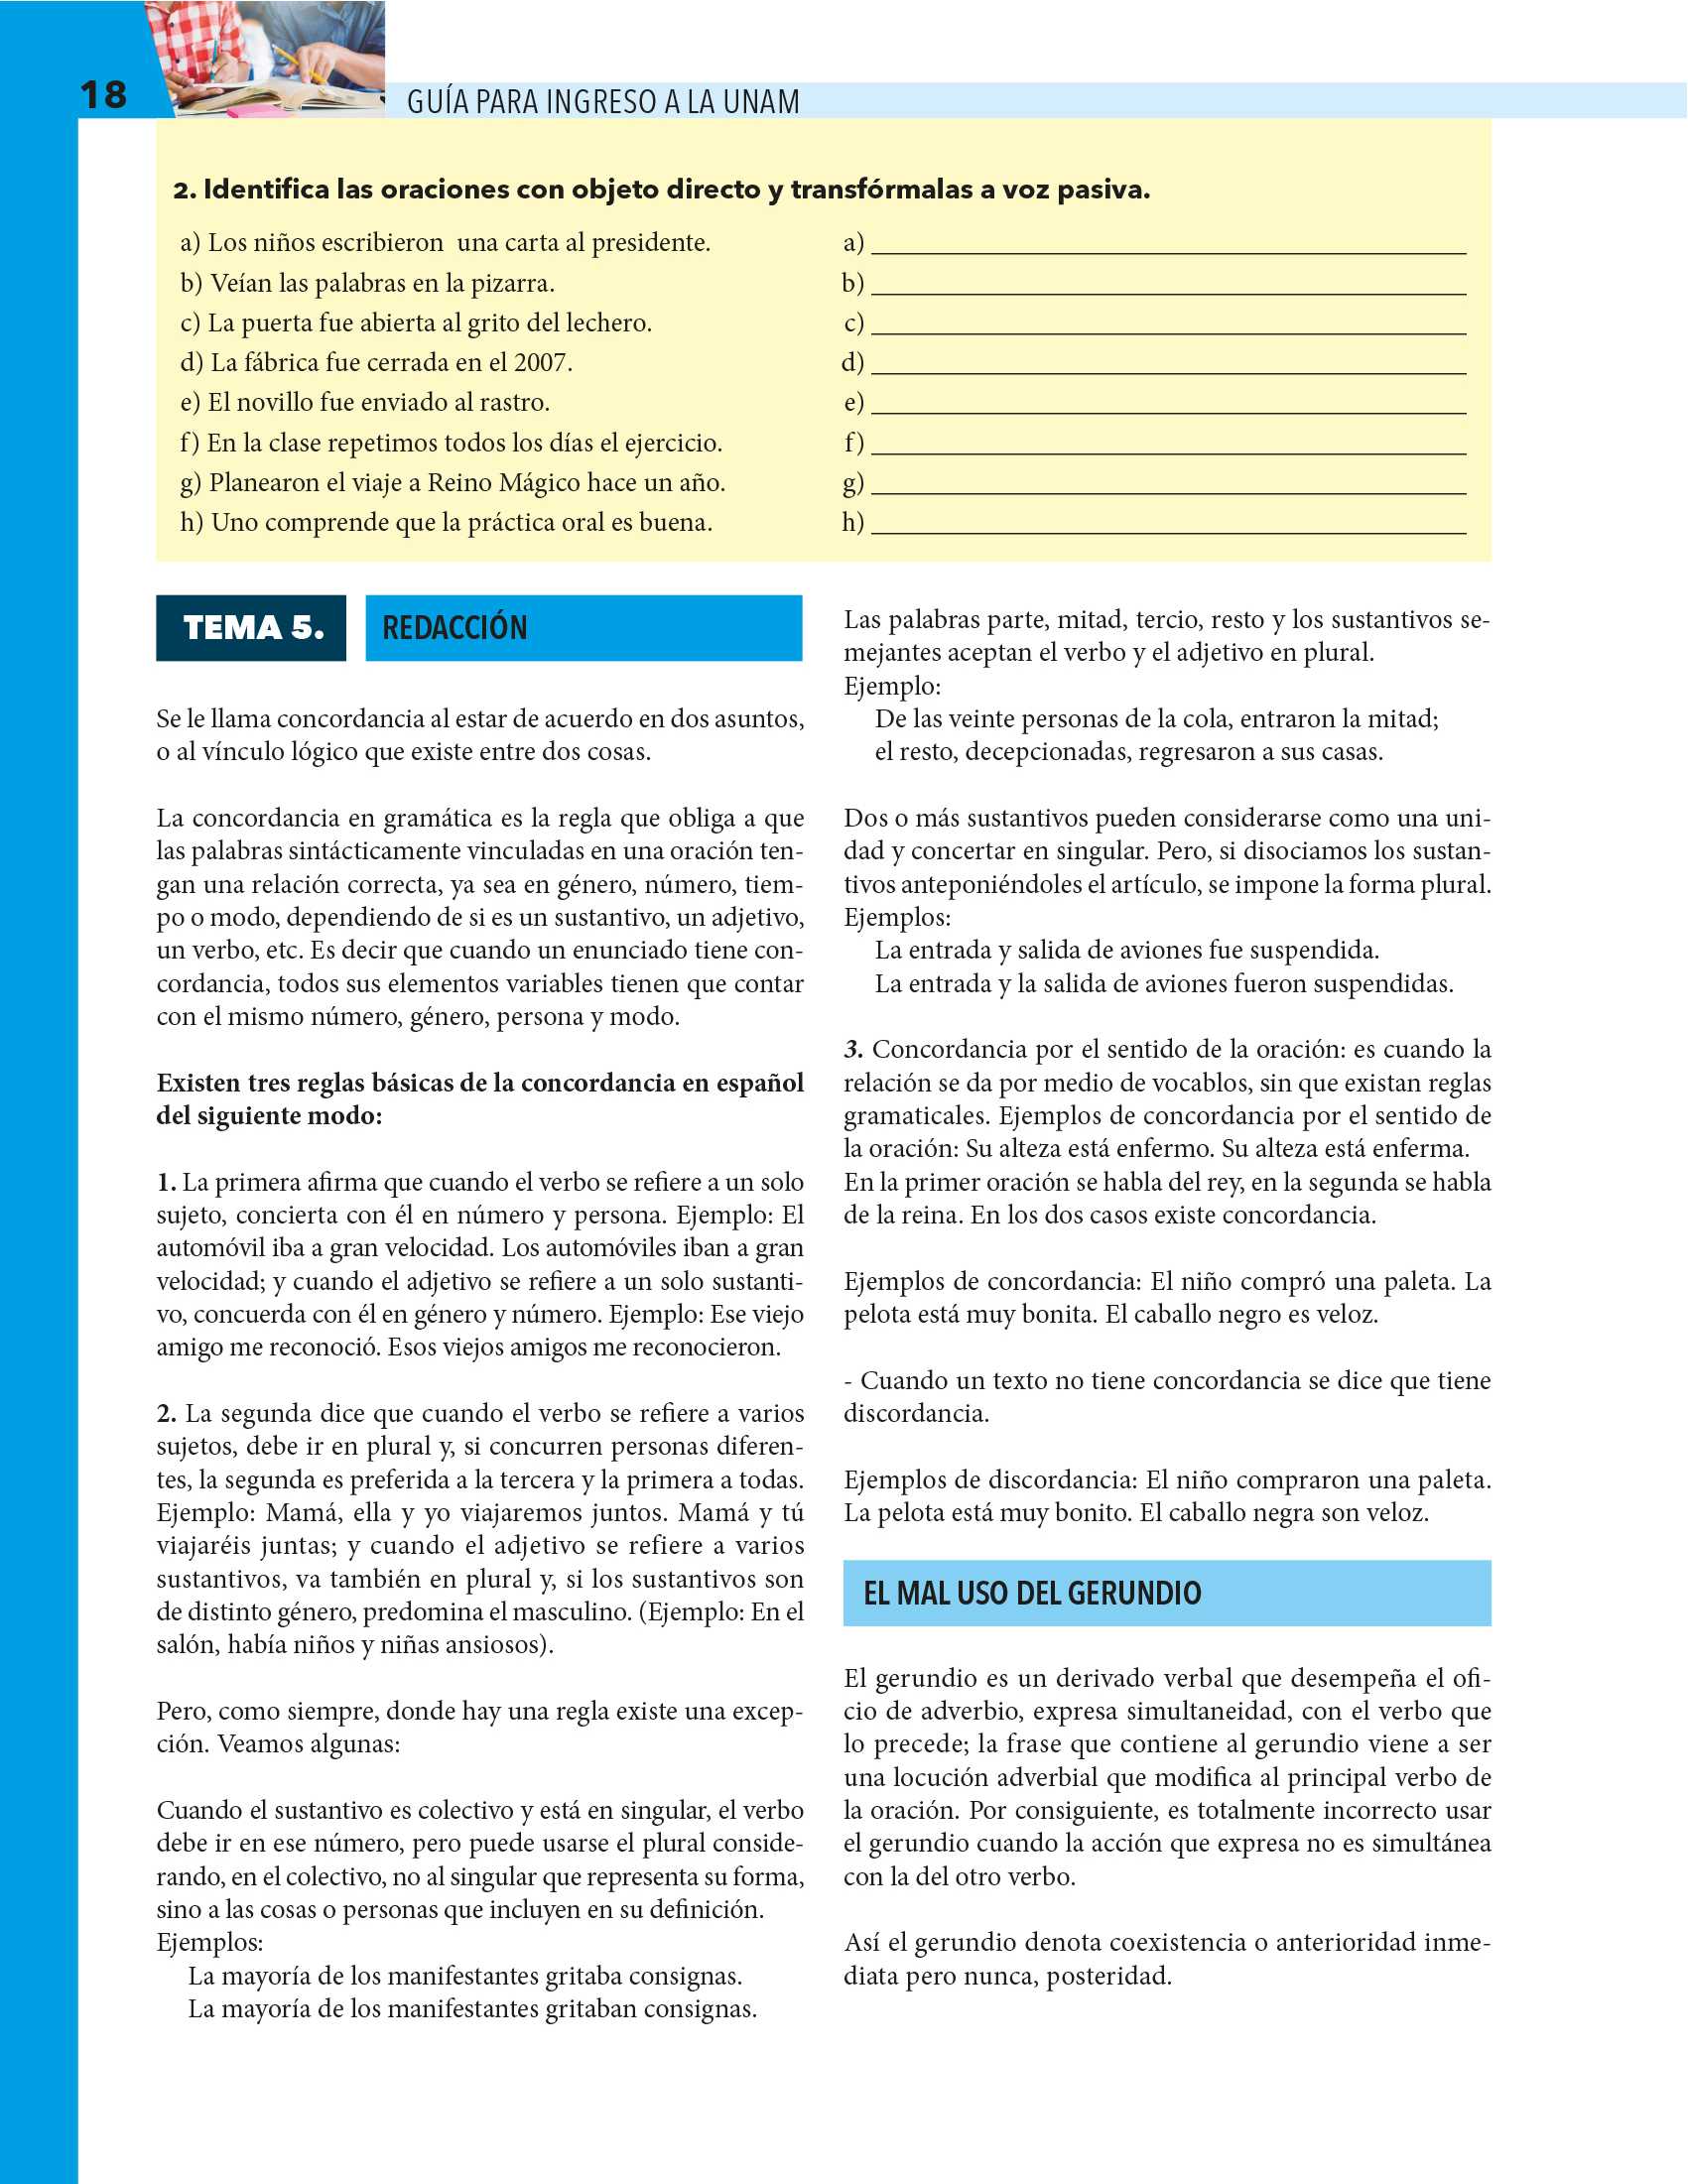 18
GUÍA PARA INGRESO A LA UNAM
2. Identifica las oraciones con objeto directo y transfórmalas a voz pasiva.
a) Los niños escribieron  una carta al presidente.
b) Veían las palabras en la pizarra.
c) La puerta fue abierta al grito del lechero.
d) La fábrica fue cerrada en el 2007.
e) El novillo fue enviado al rastro.
f) En la clase repetimos todos los días el ejercicio.
g) Planearon el viaje a Reino Mágico hace un año.
h) Uno comprende que la práctica oral es buena.
a)
b)
c)
d)
e)
f)
g)
h)
TEMA 5.
REDACCIÓN
Se le llama concordancia al estar de acuerdo en dos asuntos,
o al vínculo lógico que existe entre dos cosas.
La concordancia en gramática es la regla que obliga a que
las palabras sintácticamente vinculadas en una oración ten-
gan una relación correcta, ya sea en género, número, tiem-
po o modo, dependiendo de si es un sustantivo, un adjetivo,
un verbo, etc. Es decir que cuando un enunciado tiene con-
cordancia, todos sus elementos variables tienen que contar
con el mismo número, género, persona y modo.
Existen tres reglas básicas de la concordancia en español
del siguiente modo:
1. La primera afirma que cuando el verbo se refiere a un solo
sujeto, concierta con él en número y persona. Ejemplo: El
automóvil iba a gran velocidad. Los automóviles iban a gran
velocidad; y cuando el adjetivo se refiere a un solo sustanti-
vo, concuerda con él en género y número. Ejemplo: Ese viejo
amigo me reconoció. Esos viejos amigos me reconocieron.
2. La segunda dice que cuando el verbo se refiere a varios
sujetos, debe ir en plural y, si concurren personas diferen-
tes, la segunda es preferida a la tercera y la primera a todas.
Ejemplo: Mamá, ella y yo viajaremos juntos. Mamá y tú
viajaréis juntas; y cuando el adjetivo se refiere a varios
sustantivos, va también en plural y, si los sustantivos son
de distinto género, predomina el masculino. (Ejemplo: En el
salón, había niños y niñas ansiosos).
Pero, como siempre, donde hay una regla existe una excep-
ción. Veamos algunas:
Cuando el sustantivo es colectivo y está en singular, el verbo
debe ir en ese número, pero puede usarse el plural conside-
rando, en el colectivo, no al singular que representa su forma,
sino a las cosas o personas que incluyen en su definición.
Ejemplos:
La mayoría de los manifestantes gritaba consignas.
La mayoría de los manifestantes gritaban consignas.
Las palabras parte, mitad, tercio, resto y los sustantivos se-
mejantes aceptan el verbo y el adjetivo en plural.
Ejemplo:
De las veinte personas de la cola, entraron la mitad;
el resto, decepcionadas, regresaron a sus casas.
Dos o más sustantivos pueden considerarse como una uni-
dad y concertar en singular. Pero, si disociamos los sustan-
tivos anteponiéndoles el artículo, se impone la forma plural.
Ejemplos:
La entrada y salida de aviones fue suspendida.
La entrada y la salida de aviones fueron suspendidas.
3. Concordancia por el sentido de la oración: es cuando la
relación se da por medio de vocablos, sin que existan reglas
gramaticales. Ejemplos de concordancia por el sentido de
la oración: Su alteza está enfermo. Su alteza está enferma.
En la primer oración se habla del rey, en la segunda se habla
de la reina. En los dos casos existe concordancia.
Ejemplos de concordancia: El niño compró una paleta. La
pelota está muy bonita. El caballo negro es veloz.
- Cuando un texto no tiene concordancia se dice que tiene
discordancia.
Ejemplos de discordancia: El niño compraron una paleta.
La pelota está muy bonito. El caballo negra son veloz.
EL MAL USO DEL GERUNDIO
El gerundio es un derivado verbal que desempeña el ofi-
cio de adverbio, expresa simultaneidad, con el verbo que
lo precede; la frase que contiene al gerundio viene a ser
una locución adverbial que modifica al principal verbo de
la oración. Por consiguiente, es totalmente incorrecto usar
el gerundio cuando la acción que expresa no es simultánea
con la del otro verbo.
Así el gerundio denota coexistencia o anterioridad inme-
diata pero nunca, posteridad.